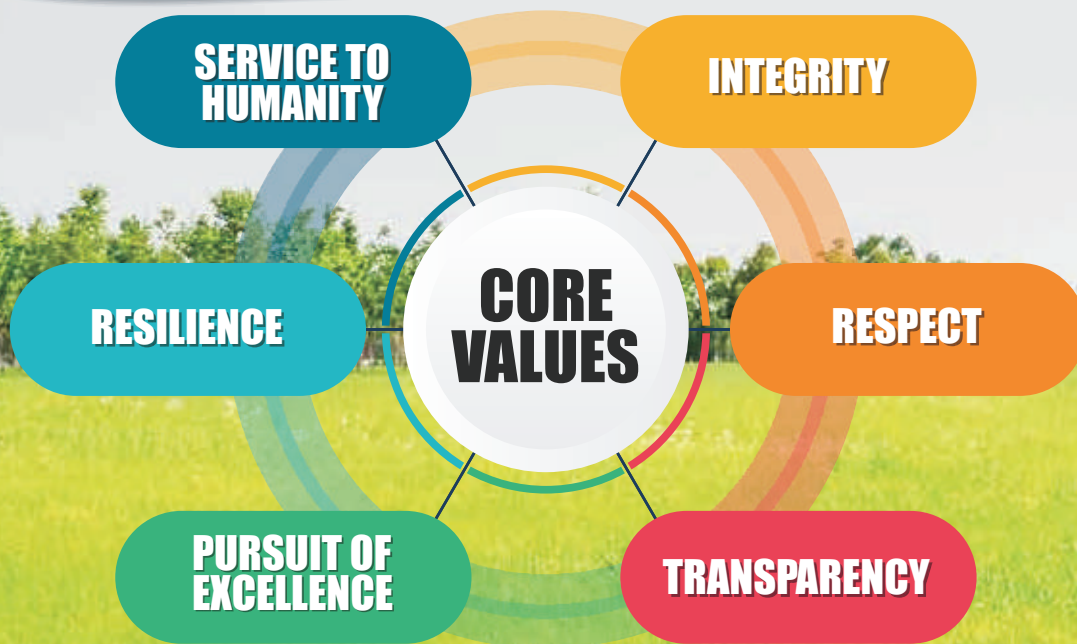 SERVICE TO
HUMANITY
INTEGRITY
RESILIENCE
CORE
VALUES
RESPECT
PURSUIT OF
EXCELLENCE
TRANSPARENCY